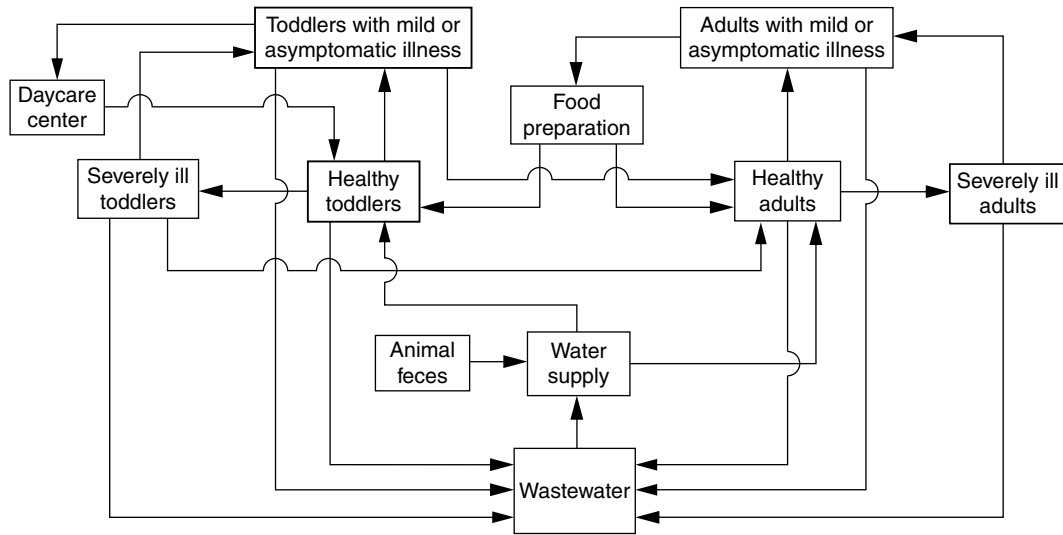 Toddlers with mild or
asymptomatic illness
Adults with mild or
asymptomatic illness
Daycare
center
Food
preparation
Severely ill
toddlers
Healthy
toddlers
Healthy
adults
Severely ill
adults
Animal
feces
Water
supply
Wastewater